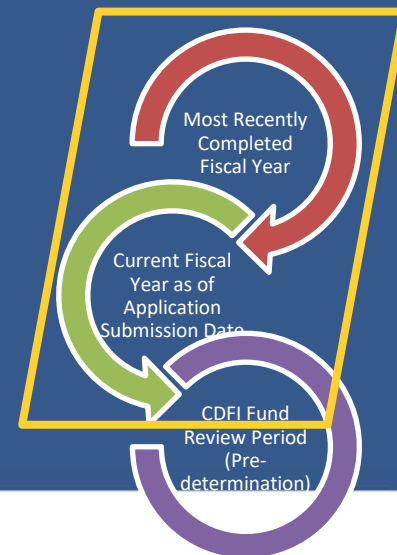 Most Recently
Completed
Fiscal Year
Current Fiscal
Year as of
Application
Submission Date
CDFI Fund
Review Period
(Pre-
determination)